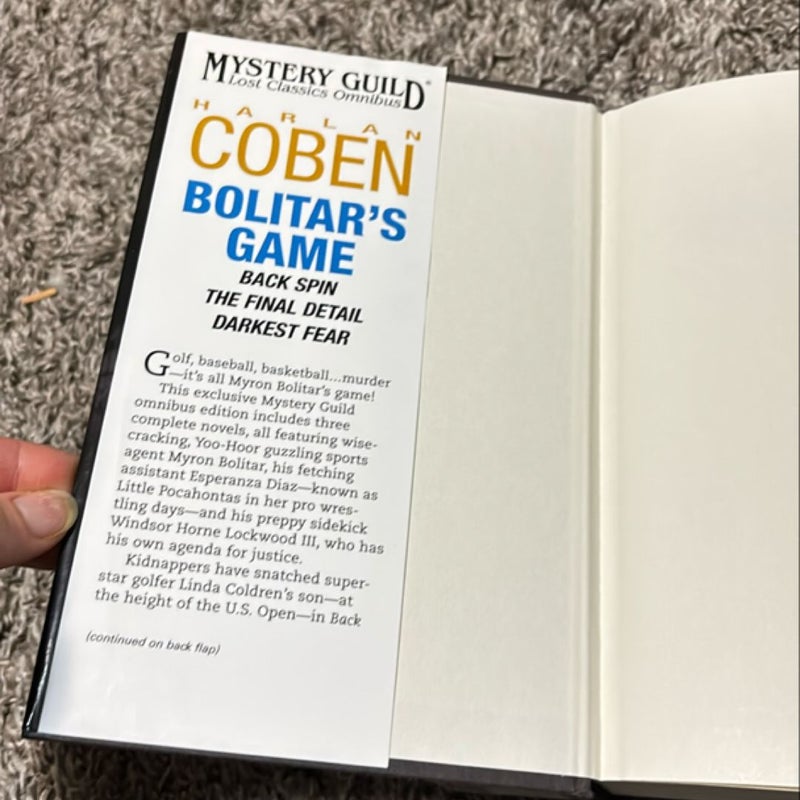 MYSTERY GUILD®
Lost Classics Omnibus
HARLAN
COBEN
BOLITAR'S
GAME
BACK SPIN
THE FINAL DETAIL
DARKEST FEAR
Golf, baseball, basketball...murder
—it's all Myron Bolitar's game!
This exclusive Mystery Guild
omnibus edition includes three
complete novels, all featuring wise-
cracking, Yoo-Hoor guzzling sports
agent Myron Bolitar, his fetching
assistant Esperanza Diaz—known as
Little Pocahontas in her pro wres-
tling days—and his preppy sidekick
Windsor Horne Lockwood III, who has
his own agenda for justice.
Kidnappers have snatched super-
star golfer Linda Coldren's son—at
the height of the U.S. Open—in Back
(continued on back flap)